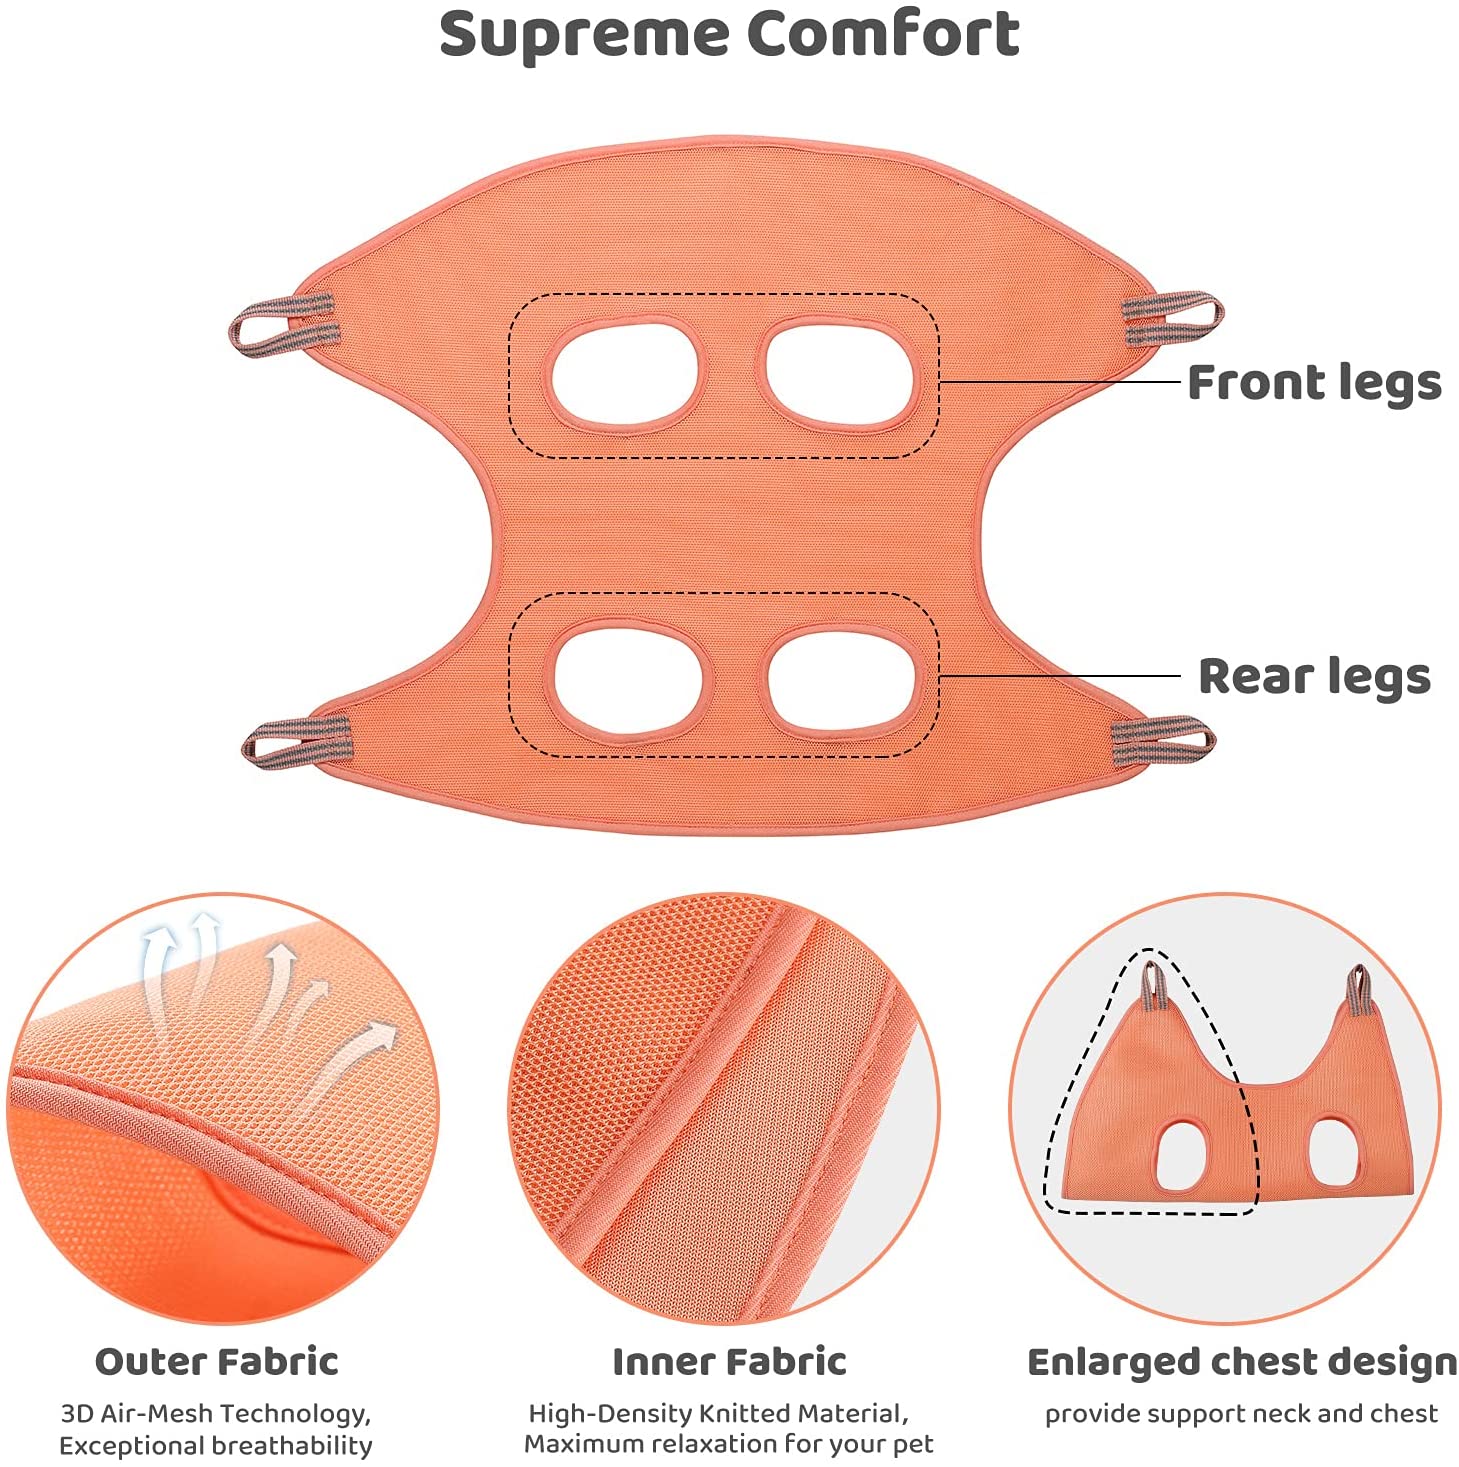 Supreme Comfort
Front legs
Rear legs
Outer Fabric
3D Air-Mesh Technology,
Exceptional breathability
Inner Fabric
High-Density Knitted Material,
Maximum relaxation for your pet
Enlarged chest design
provide support neck and chest